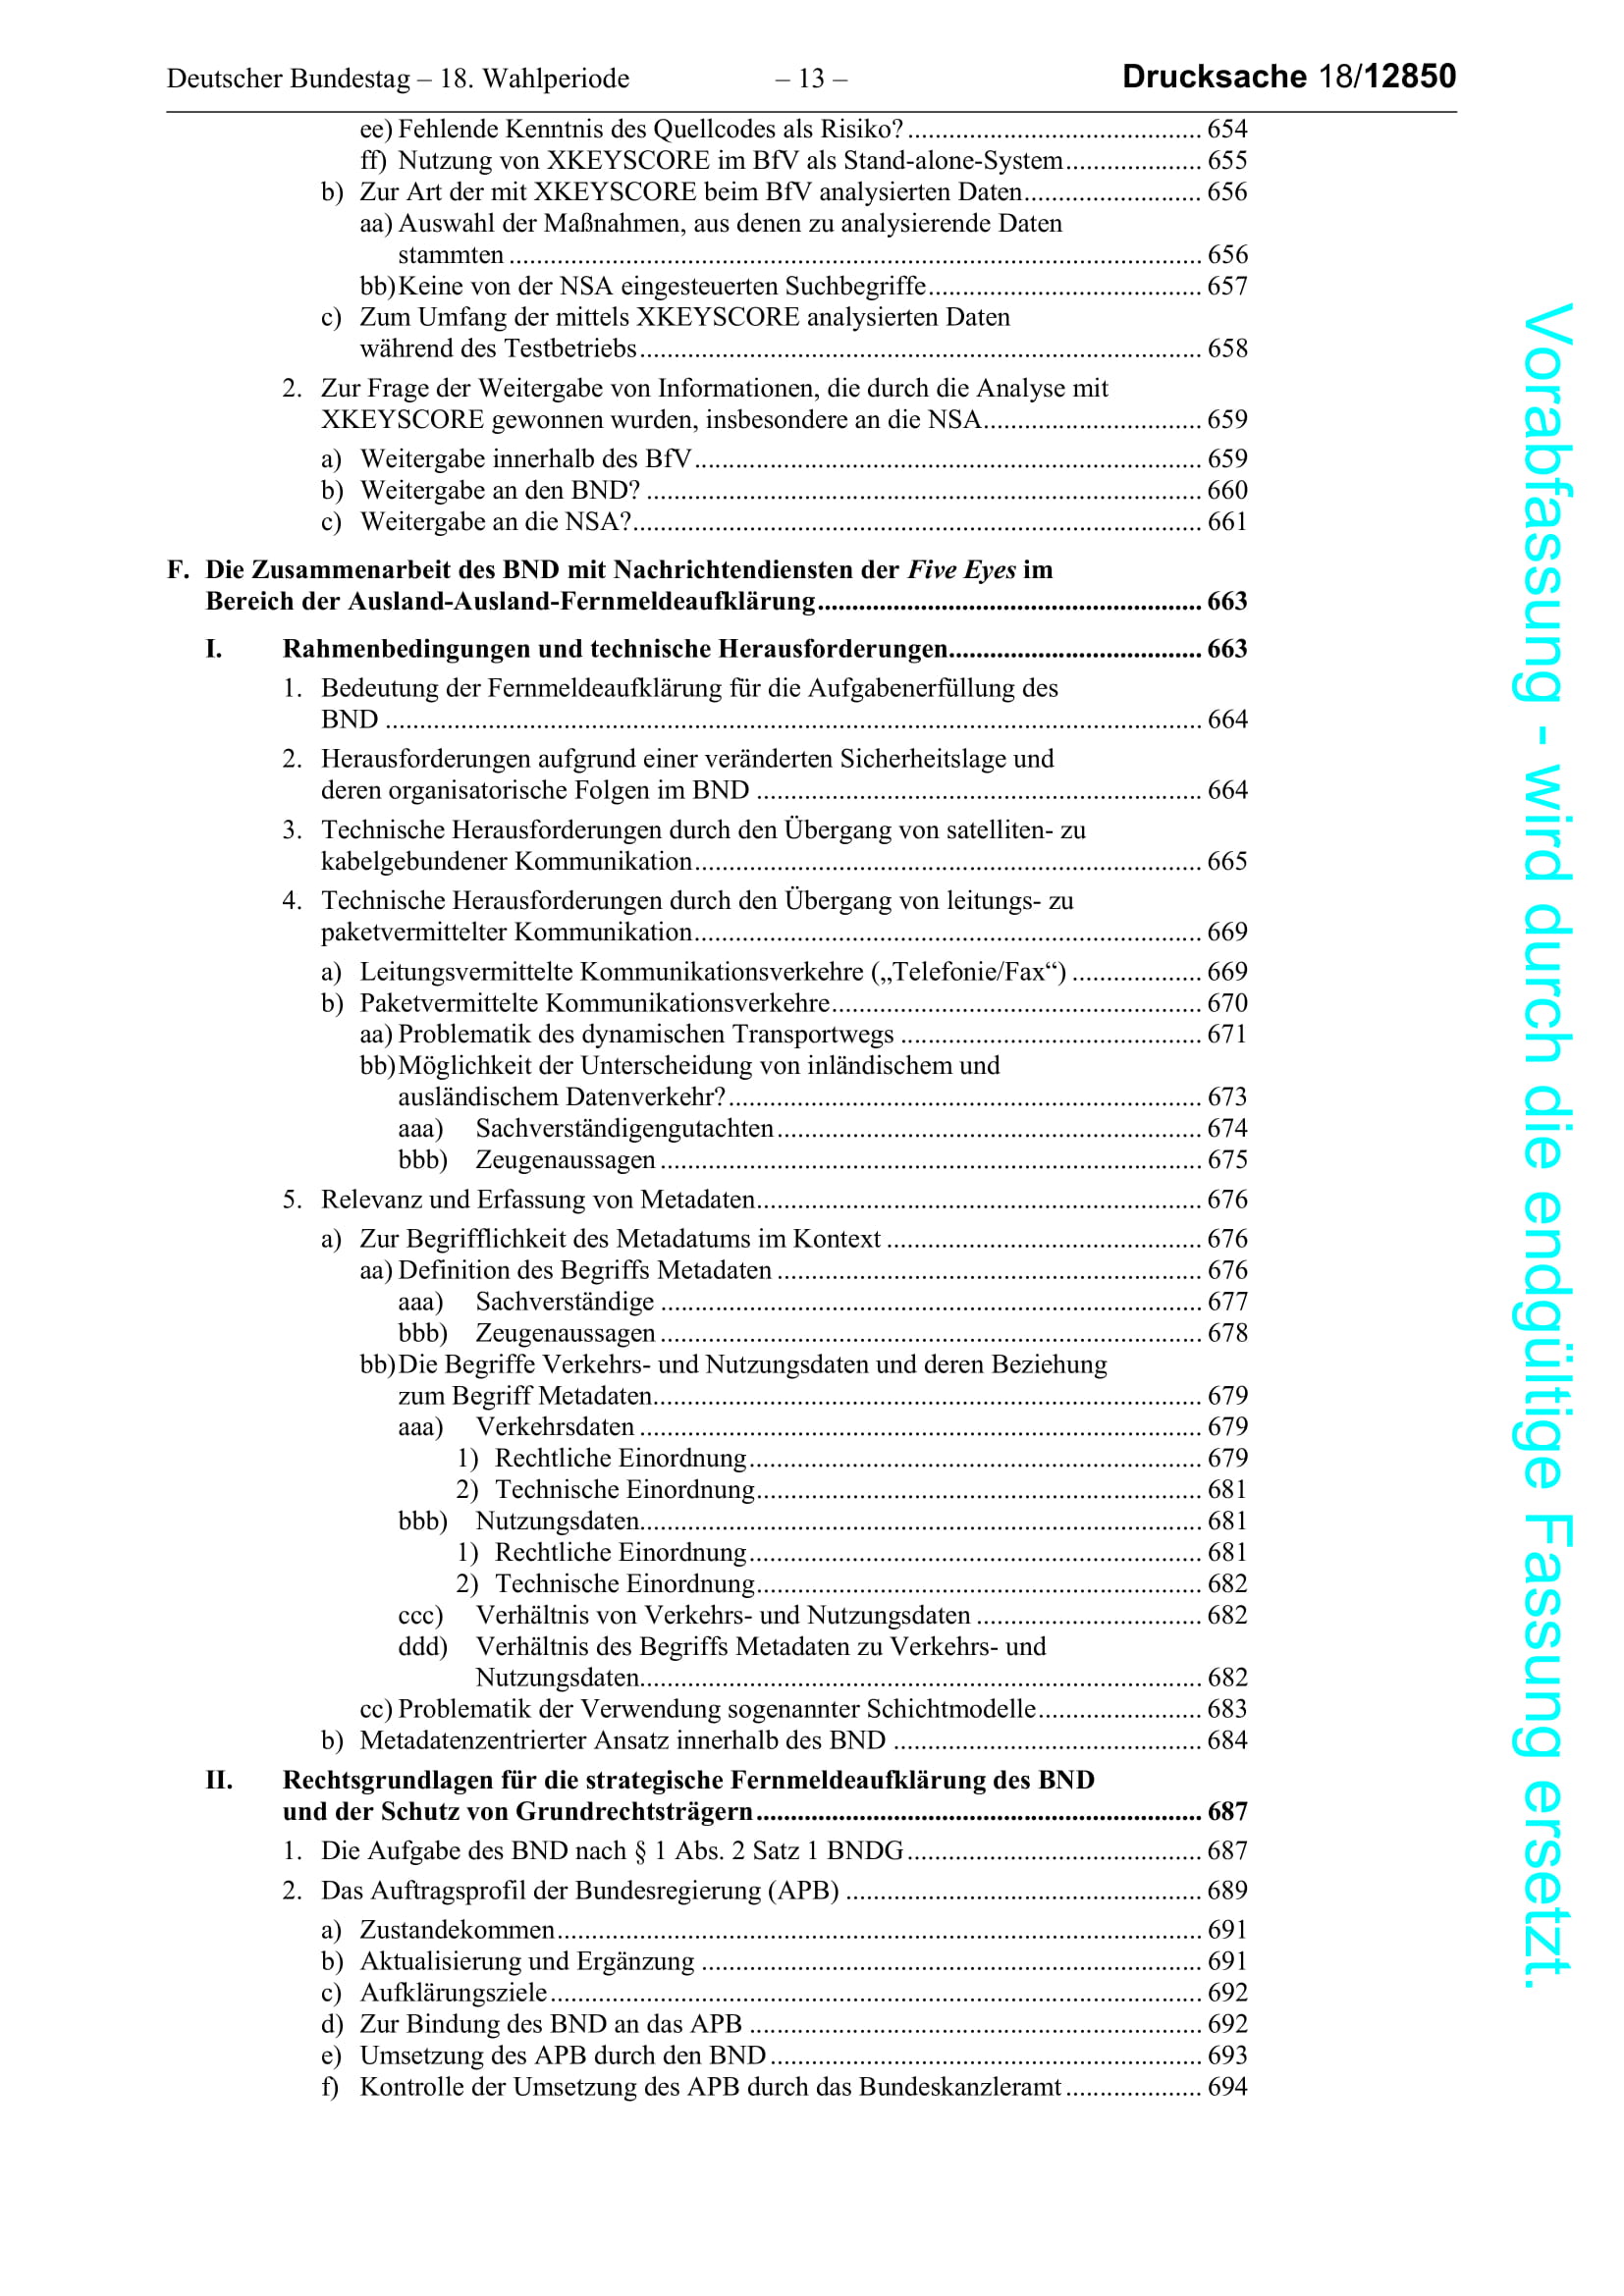 Deutscher Bundestag – 18. Wahlperiode – 13 – Drucksache 18/12850
ee) Fehlende Kenntnis des Quellcodes als Risiko? 654
ff) Nutzung von XKEYSCORE im BfV als Stand-alone-System 655
b) Zur Art der mit XKEYSCORE beim BfV analysierten Daten 656
aa) Auswahl der Maßnahmen, aus denen zu analysierende Daten
stammten 656
bb) Keine von der NSA eingesteuerten Suchbegriffe 657
c) Zum Umfang der mittels XKEYSCORE analysierten Daten
während des Testbetriebs 658
2. Zur Frage der Weitergabe von Informationen, die durch die Analyse mit
XKEYSCORE gewonnen wurden, insbesondere an die NSA 659
a) Weitergabe innerhalb des BfV 659
b) Weitergabe an den BND? 660
c) Weitergabe an die NSA? 661
F. Die Zusammenarbeit des BND mit Nachrichtendiensten der Five Eyes im
Bereich der Ausland-Ausland-Fernmeldeaufklärung 663
I. Rahmenbedingungen und technische Herausforderungen 663
1. Bedeutung der Fernmeldeaufklärung für die Aufgabenerfüllung des
BND 664
2. Herausforderungen aufgrund einer veränderten Sicherheitslage und
deren organisatorische Folgen im BND 664
3. Technische Herausforderungen durch den Übergang von satelliten- zu
kabelgebundener Kommunikation 665
4. Technische Herausforderungen durch den Übergang von leitungs- zu
paketvermittelter Kommunikation 669
a) Leitungsvermittelte Kommunikationsverkehre („Telefonie/Fax“) 669
b) Paketvermittelte Kommunikationsverkehre 670
aa) Problematik des dynamischen Transportwegs 671
bb) Möglichkeit der Unterscheidung von inländischem und
ausländischem Datenverkehr? 673
aaa) Sachverständigengutachten 674
bbb) Zeugenaussagen 675
5. Relevanz und Erfassung von Metadaten 676
a) Zur Begrifflichkeit des Metadatums im Kontext 676
aa) Definition des Begriffs Metadaten 676
aaa) Sachverständige 677
bbb) Zeugenaussagen 678
bb) Die Begriffe Verkehrs- und Nutzungsdaten und deren Beziehung
zum Begriff Metadaten 679
aaa) Verkehrsdaten 679
1) Rechtliche Einordnung 679
2) Technische Einordnung 681
bbb) Nutzungsdaten 681
1) Rechtliche Einordnung 681
2) Technische Einordnung 682
ccc) Verhältnis von Verkehrs- und Nutzungsdaten 682
ddd) Verhältnis des Begriffs Metadaten zu Verkehrs- und
Nutzungsdaten 682
cc) Problematik der Verwendung sogenannter Schichtmodelle 683
b) Metadatenzentrierter Ansatz innerhalb des BND 684
II. Rechtsgrundlagen für die strategische Fernmeldeaufklärung des BND
und der Schutz von Grundrechtsträgern 687
1. Die Aufgabe des BND nach § 1 Abs. 2 Satz 1 BNDG 687
2. Das Auftragsprofil der Bundesregierung (APB) 689
a) Zustandekommen 691
b) Aktualisierung und Ergänzung 691
c) Aufklärungsziele 692
d) Zur Bindung des BND an das APB 692
e) Umsetzung des APB durch den BND 693
f) Kontrolle der Umsetzung des APB durch das Bundeskanzleramt 694
Vorabfassung - wird durch die endgültige Fassung ersetzt.